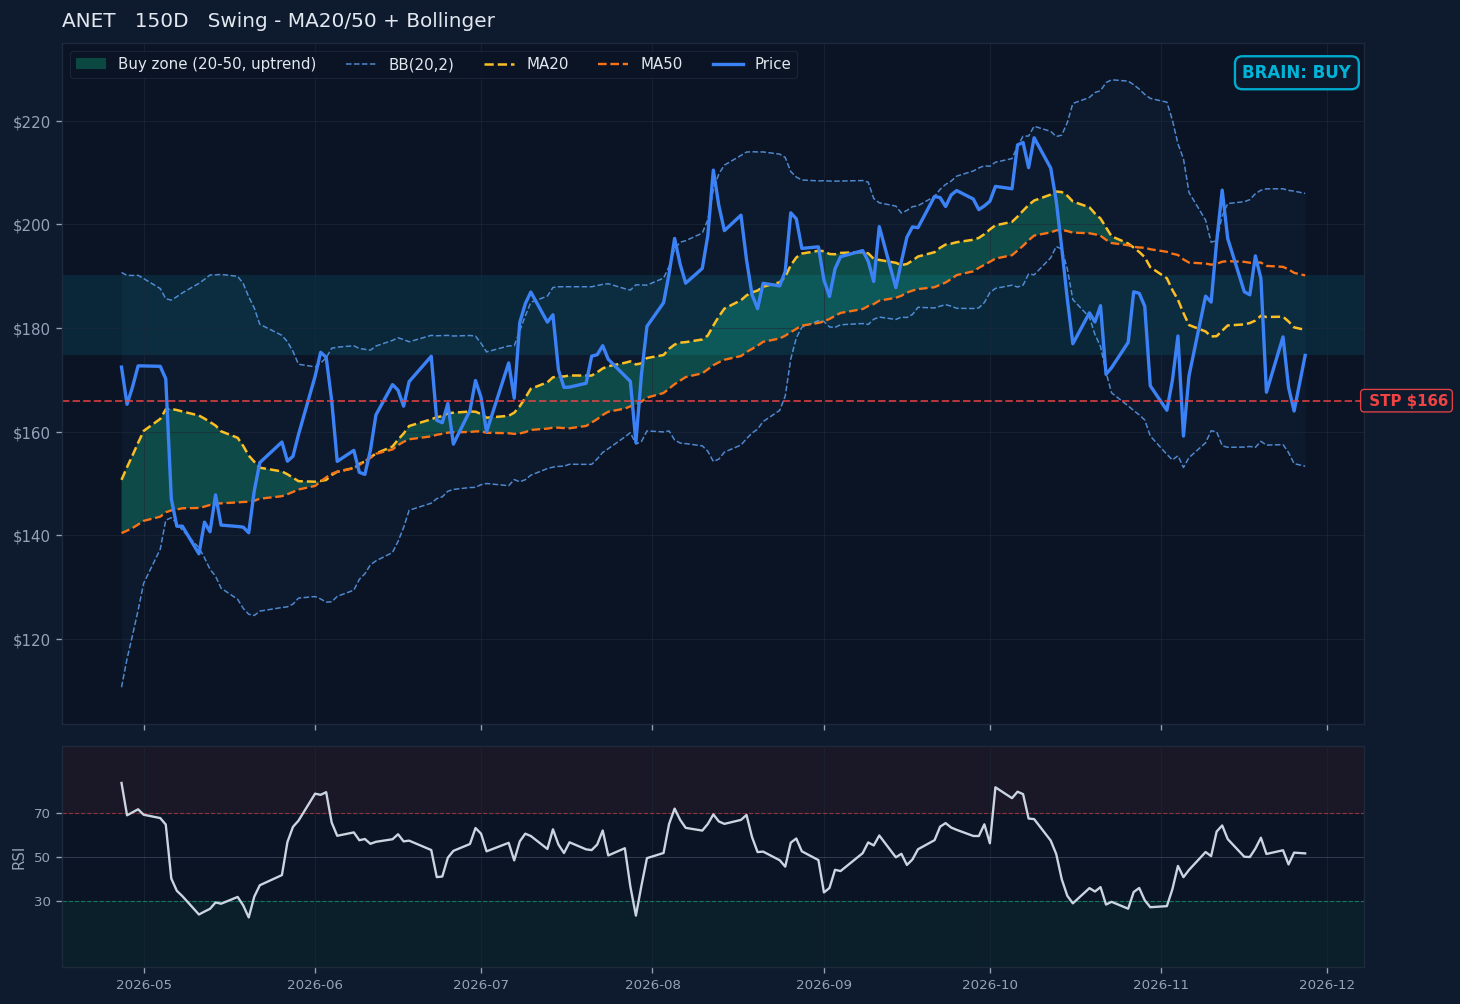 ANET   150D   Swing - MA20/50 + Bollinger
Buy zone (20-50, uptrend)   BB(20,2)   MA20   MA50   Price
BRAIN: BUY
$220
$200
$180
$160
$140
$120
STP $166
RSI
70
50
30
2026-05   2026-06   2026-07   2026-08   2026-09   2026-10   2026-11   2026-12